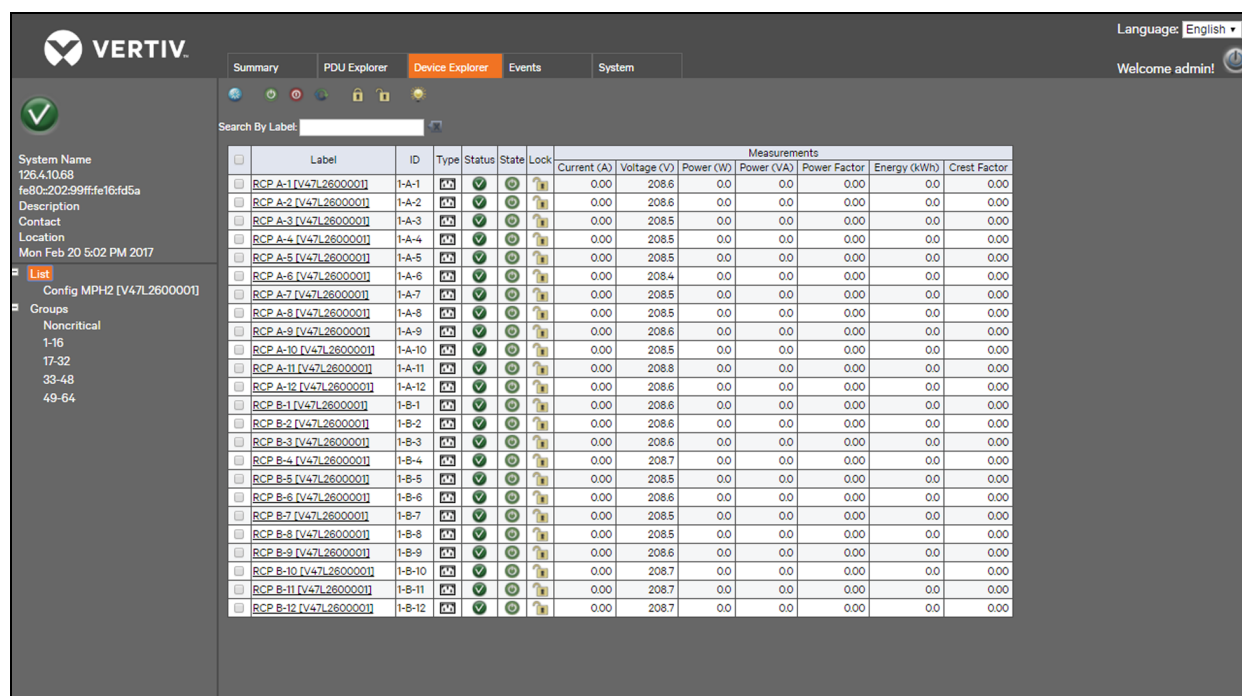 VERTIV™
Language: English
Welcome admin!
Summary PDU Explorer Device Explorer Events System
Search By Label:
System Name
126.4.10.68
fe80::202:99ff:fe16:fd5a
Description
Contact
Location
Mon Feb 20 5:02 PM 2017
List
Config MPH2 [V47L2600001]
Groups
Noncritical
1-16
17-32
33-48
49-64
Label ID Type Status State Lock Measurements
Current (A) Voltage (V) Power (W) Power (VA) Power Factor Energy (kWh) Crest Factor
RCP A-1 [V47L2600001] 1-A-1 0.00 208.6 0.0 0.0 0.00 0.0 0.00
RCP A-2 [V47L2600001] 1-A-2 0.00 208.6 0.0 0.0 0.00 0.0 0.00
RCP A-3 [V47L2600001] 1-A-3 0.00 208.5 0.0 0.0 0.00 0.0 0.00
RCP A-4 [V47L2600001] 1-A-4 0.00 208.5 0.0 0.0 0.00 0.0 0.00
RCP A-5 [V47L2600001] 1-A-5 0.00 208.5 0.0 0.0 0.00 0.0 0.00
RCP A-6 [V47L2600001] 1-A-6 0.00 208.4 0.0 0.0 0.00 0.0 0.00
RCP A-7 [V47L2600001] 1-A-7 0.00 208.5 0.0 0.0 0.00 0.0 0.00
RCP A-8 [V47L2600001] 1-A-8 0.00 208.5 0.0 0.0 0.00 0.0 0.00
RCP A-9 [V47L2600001] 1-A-9 0.00 208.6 0.0 0.0 0.00 0.0 0.00
RCP A-10 [V47L2600001] 1-A-10 0.00 208.5 0.0 0.0 0.00 0.0 0.00
RCP A-11 [V47L2600001] 1-A-11 0.00 208.8 0.0 0.0 0.00 0.0 0.00
RCP A-12 [V47L2600001] 1-A-12 0.00 208.6 0.0 0.0 0.00 0.0 0.00
RCP B-1 [V47L2600001] 1-B-1 0.00 208.6 0.0 0.0 0.00 0.0 0.00
RCP B-2 [V47L2600001] 1-B-2 0.00 208.6 0.0 0.0 0.00 0.0 0.00
RCP B-3 [V47L2600001] 1-B-3 0.00 208.6 0.0 0.0 0.00 0.0 0.00
RCP B-4 [V47L2600001] 1-B-4 0.00 208.7 0.0 0.0 0.00 0.0 0.00
RCP B-5 [V47L2600001] 1-B-5 0.00 208.5 0.0 0.0 0.00 0.0 0.00
RCP B-6 [V47L2600001] 1-B-6 0.00 208.6 0.0 0.0 0.00 0.0 0.00
RCP B-7 [V47L2600001] 1-B-7 0.00 208.5 0.0 0.0 0.00 0.0 0.00
RCP B-8 [V47L2600001] 1-B-8 0.00 208.5 0.0 0.0 0.00 0.0 0.00
RCP B-9 [V47L2600001] 1-B-9 0.00 208.6 0.0 0.0 0.00 0.0 0.00
RCP B-10 [V47L2600001] 1-B-10 0.00 208.7 0.0 0.0 0.00 0.0 0.00
RCP B-11 [V47L2600001] 1-B-11 0.00 208.7 0.0 0.0 0.00 0.0 0.00
RCP B-12 [V47L2600001] 1-B-12 0.00 208.7 0.0 0.0 0.00 0.0 0.00